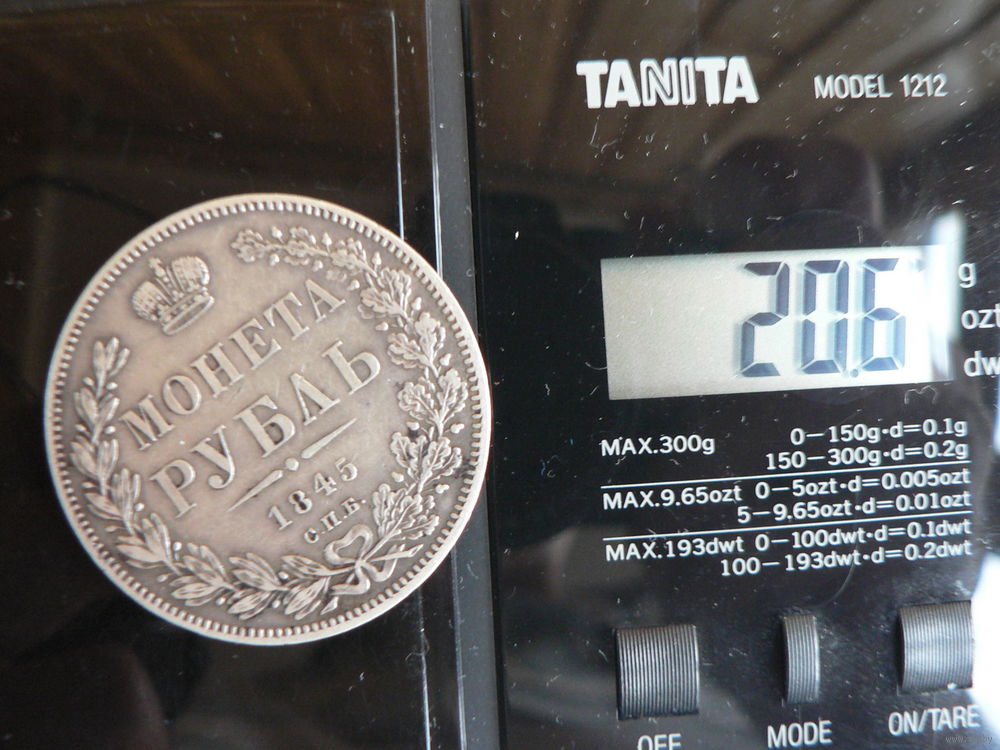 МОНЕТА
РУБЛЬ
1845
С.П.Б.
TANITA MODEL 1212
20.6 g
ozt
dw
MAX.300g 0–150g·d=0.1g
150–300g·d=0.2g
MAX.9.65ozt 0–5ozt·d=0.005ozt
5–9.65ozt·d=0.01ozt
MAX.193dwt 0–100dwt·d=0.1dwt
100–193dwt·d=0.2dwt
OFF MODE ON/TARE